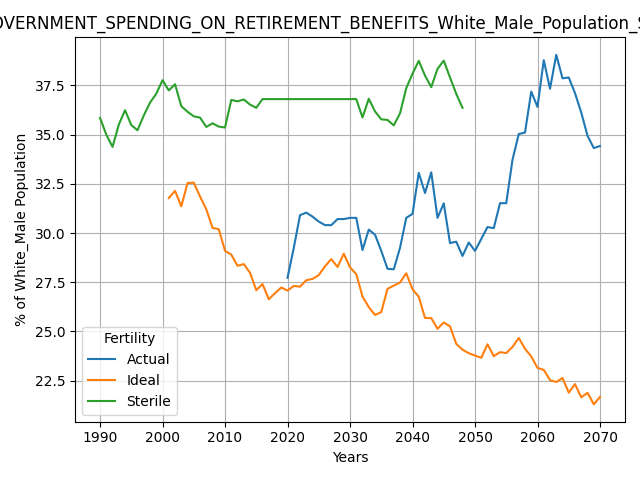 OVERNMENT_SPENDING_ON_RETIREMENT_BENEFITS_White_Male_Population_S
% of White_Male Population
37.5
35.0
32.5
30.0
27.5
25.0
22.5
Fertility
Actual
Ideal
Sterile
1990 2000 2010 2020 2030 2040 2050 2060 2070
Years